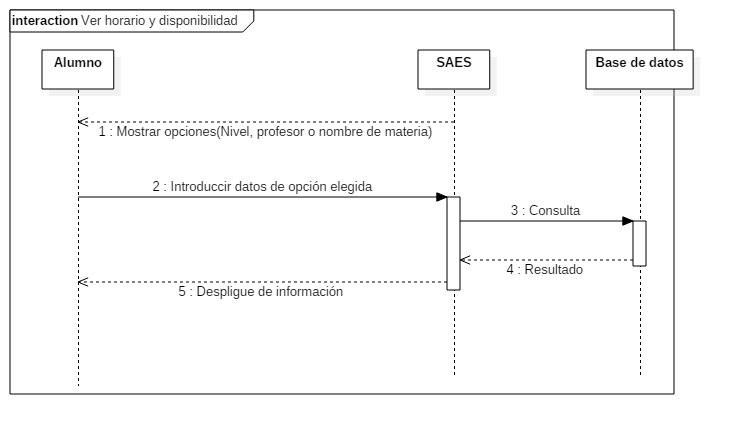 interaction Ver horario y disponibilidad
Alumno
SAES
Base de datos
1 : Mostrar opciones(Nivel, profesor o nombre de materia)
2 : Introduccir datos de opción elegida
3 : Consulta
4 : Resultado
5 : Despligue de información